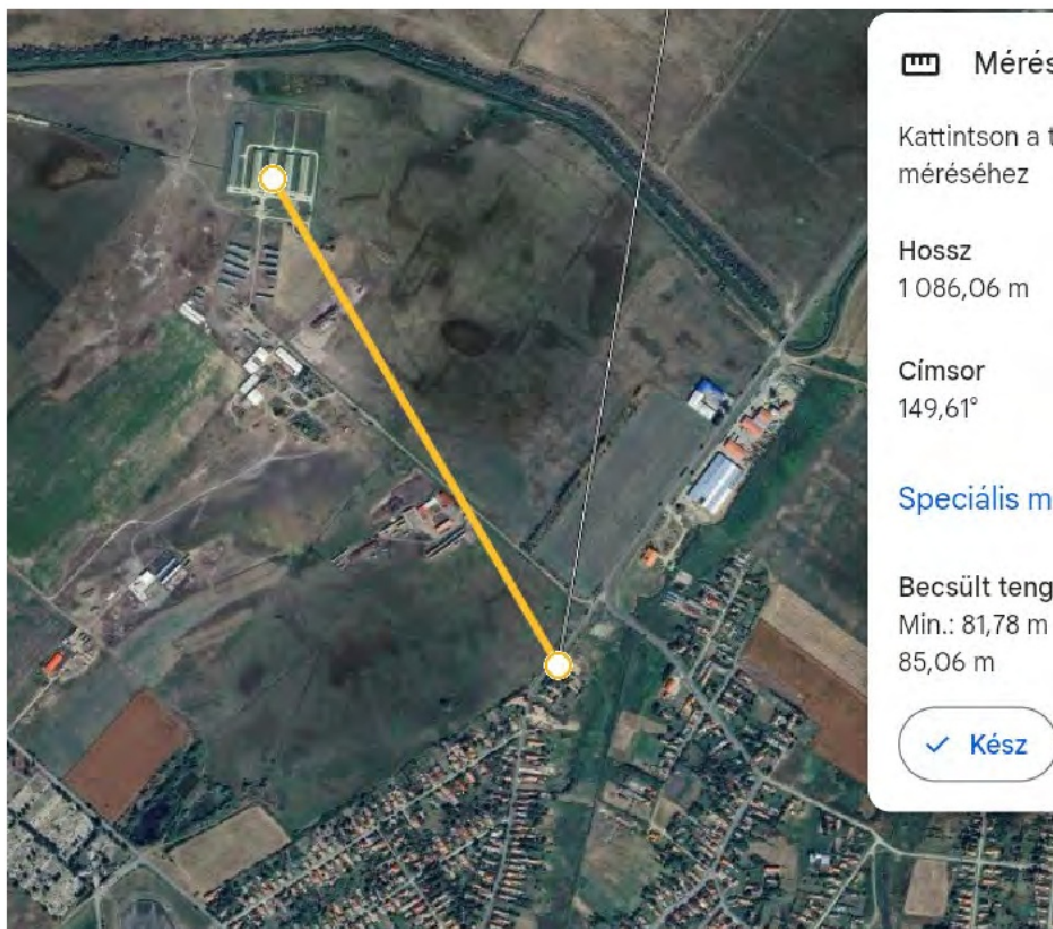 Mérés
Kattintson a t
méréséhez
Hossz
1 086,06 m
Címsor
149,61°
Speciális m
Becsült teng
Min.: 81,78 m
85,06 m
Kész